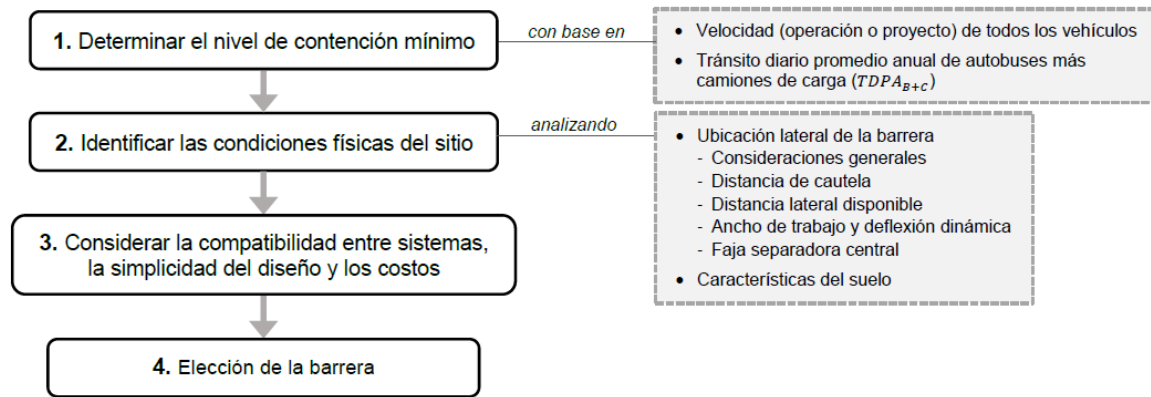 1. Determinar el nivel de contención mínimo
con base en
• Velocidad (operación o proyecto) de todos los vehículos
• Tránsito diario promedio anual de autobuses más
camiones de carga (TDPA_{B+C})
2. Identificar las condiciones físicas del sitio
analizando
• Ubicación lateral de la barrera
- Consideraciones generales
- Distancia de cautela
- Distancia lateral disponible
- Ancho de trabajo y deflexión dinámica
- Faja separadora central
• Características del suelo
3. Considerar la compatibilidad entre sistemas,
la simplicidad del diseño y los costos
4. Elección de la barrera